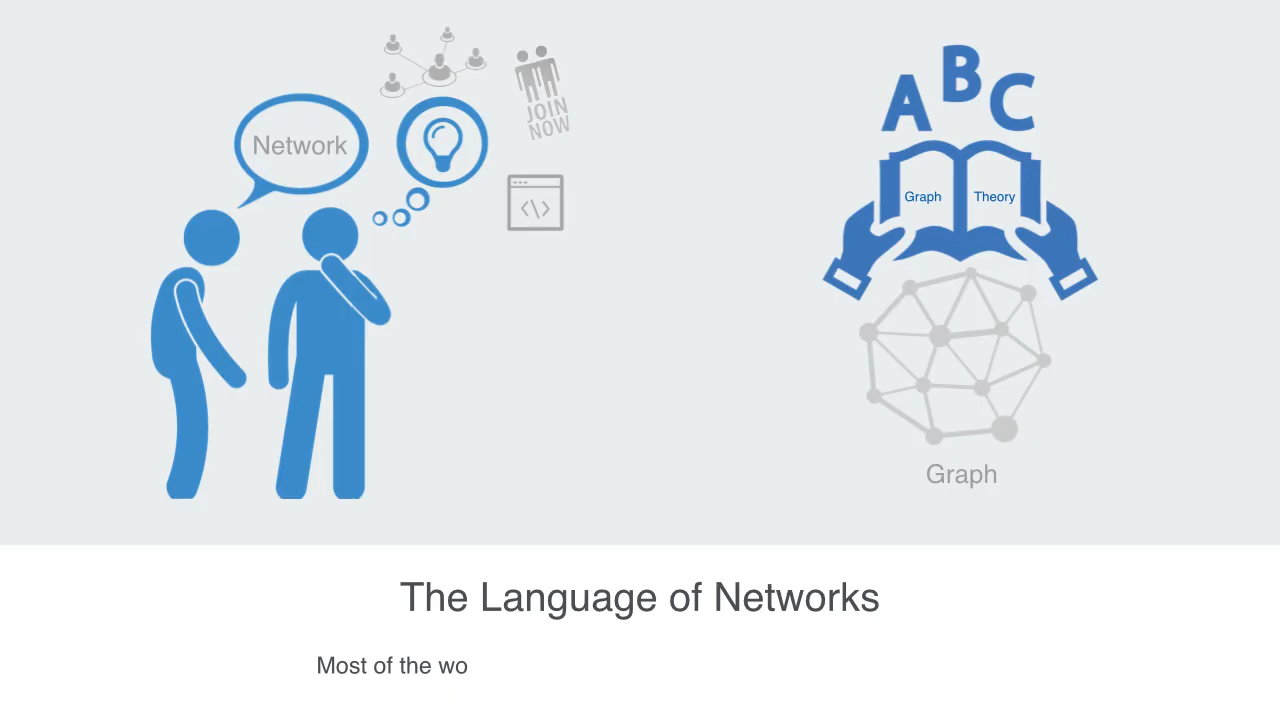 Network
JOIN
NOW
</>
A B C
Graph Theory
Graph
The Language of Networks
Most of the wo